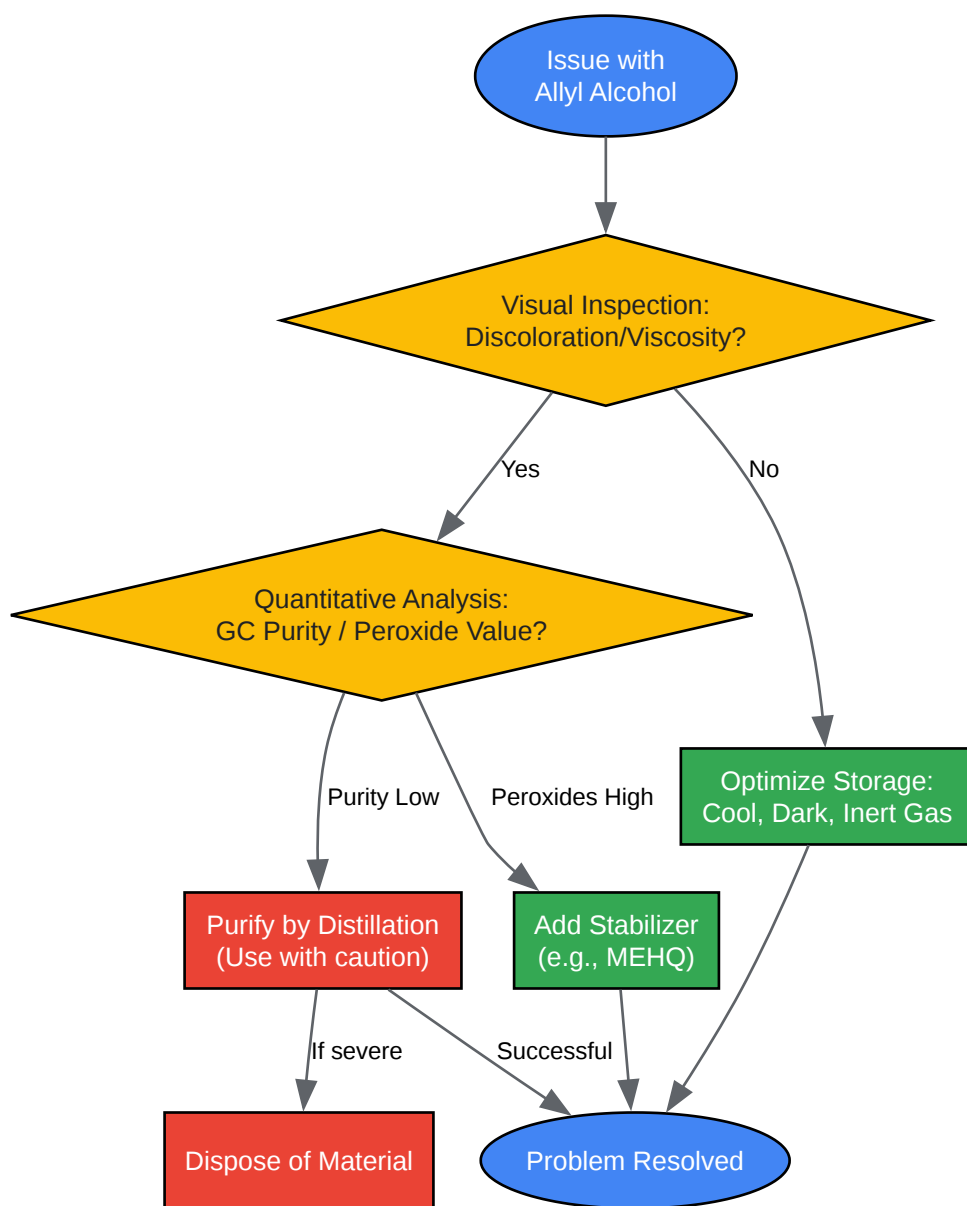 Issue with
Allyl Alcohol
Visual Inspection:
Discoloration/Viscosity?
Yes
No
Quantitative Analysis:
GC Purity / Peroxide Value?
Optimize Storage:
Cool, Dark, Inert Gas
Purity Low
Peroxides High
Purify by Distillation
(Use with caution)
Add Stabilizer
(e.g., MEHQ)
If severe
Successful
Dispose of Material
Problem Resolved